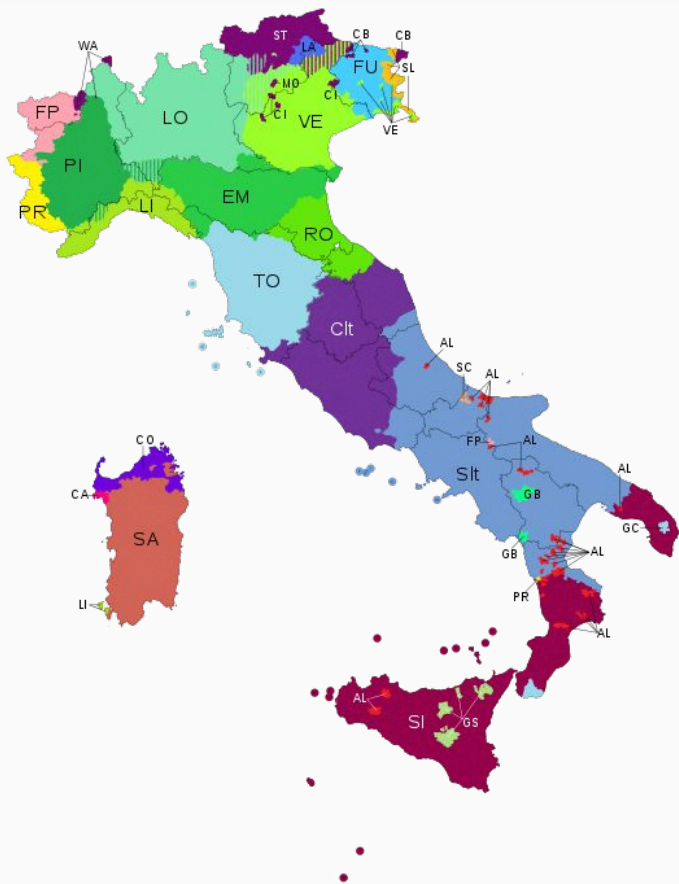 ST
CB
CB
WA
LA
FU
SL
MO
FP
LO
CI
CI
VE
VE
PI
EM
LI
PR
RO
TO
Clt
AL
SC
AL
CO
FP
AL
Slt
AL
CA
GB
GC
SA
GB
AL
PR
LI
AL
AL
SI
GS